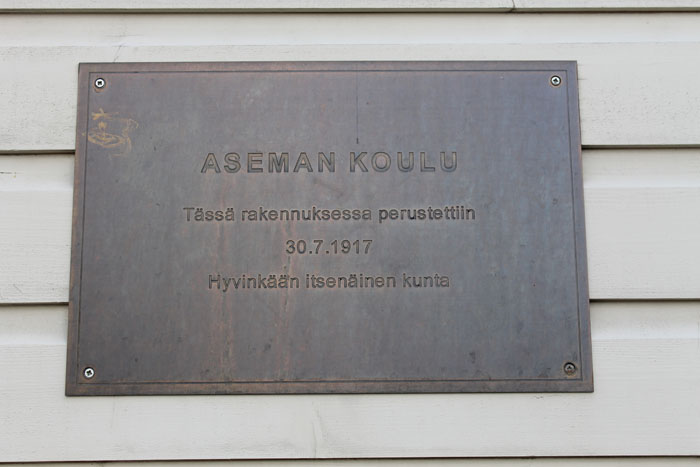 ASEMAN KOULU
Tässä rakennuksessa perustettiin
30.7.1917
Hyvinkään itsenäinen kunta